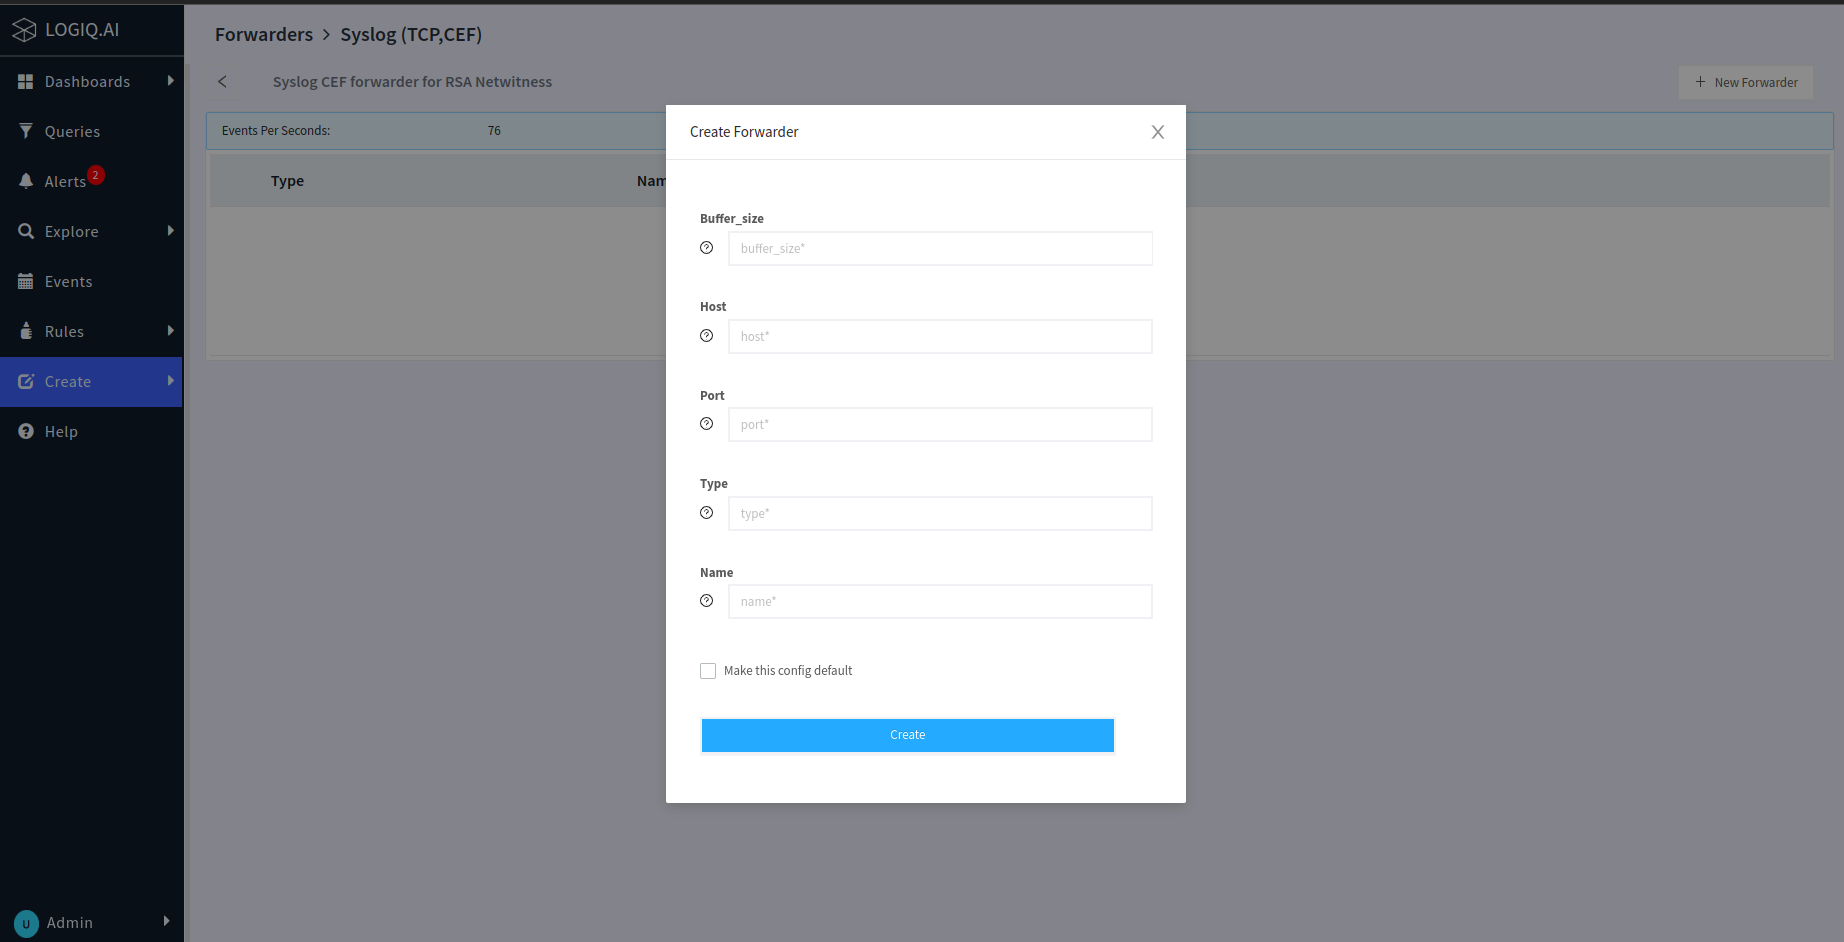 LOGIQ.AI
Dashboards
Queries
Alerts 2
Explore
Events
Rules
Create
Help
U Admin
Forwarders > Syslog (TCP,CEF)
Syslog CEF forwarder for RSA Netwitness
+ New Forwarder
Events Per Seconds: 76
Type Nam
Create Forwarder
Buffer_size
buffer_size*
Host
host*
Port
port*
Type
type*
Name
name*
Make this config default
Create